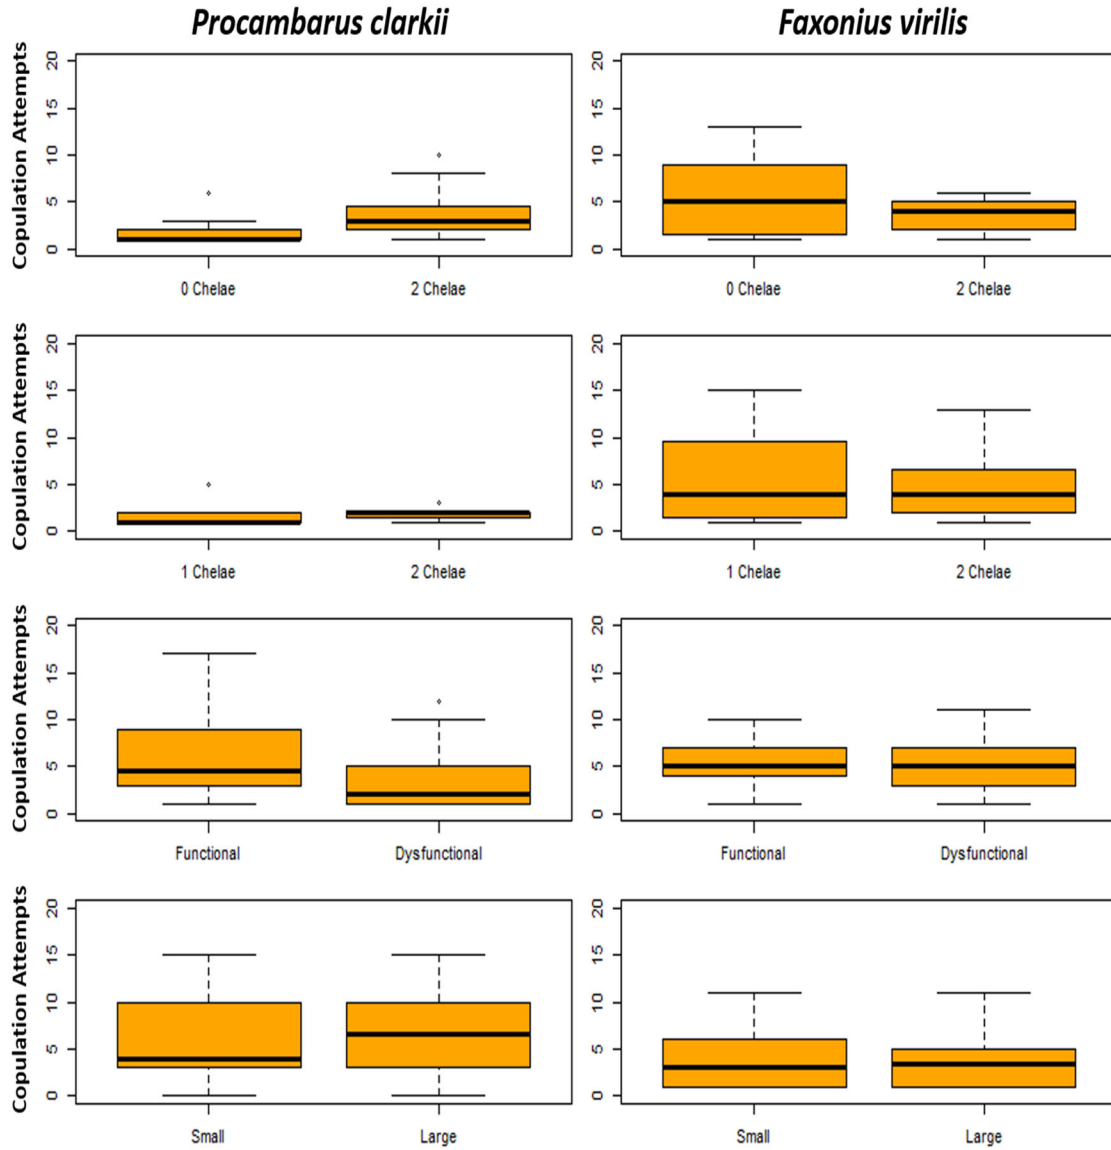 Procambarus clarkii Faxonius virilis
Copulation Attempts
0 5 10 15 20
0 Chelae 2 Chelae
0 5 10 15 20
0 Chelae 2 Chelae
Copulation Attempts
0 5 10 15 20
1 Chelae 2 Chelae
0 5 10 15 20
1 Chelae 2 Chelae
Copulation Attempts
0 5 10 15 20
Functional Dysfunctional
0 5 10 15 20
Functional Dysfunctional
Copulation Attempts
0 5 10 15 20
Small Large
0 5 10 15 20
Small Large